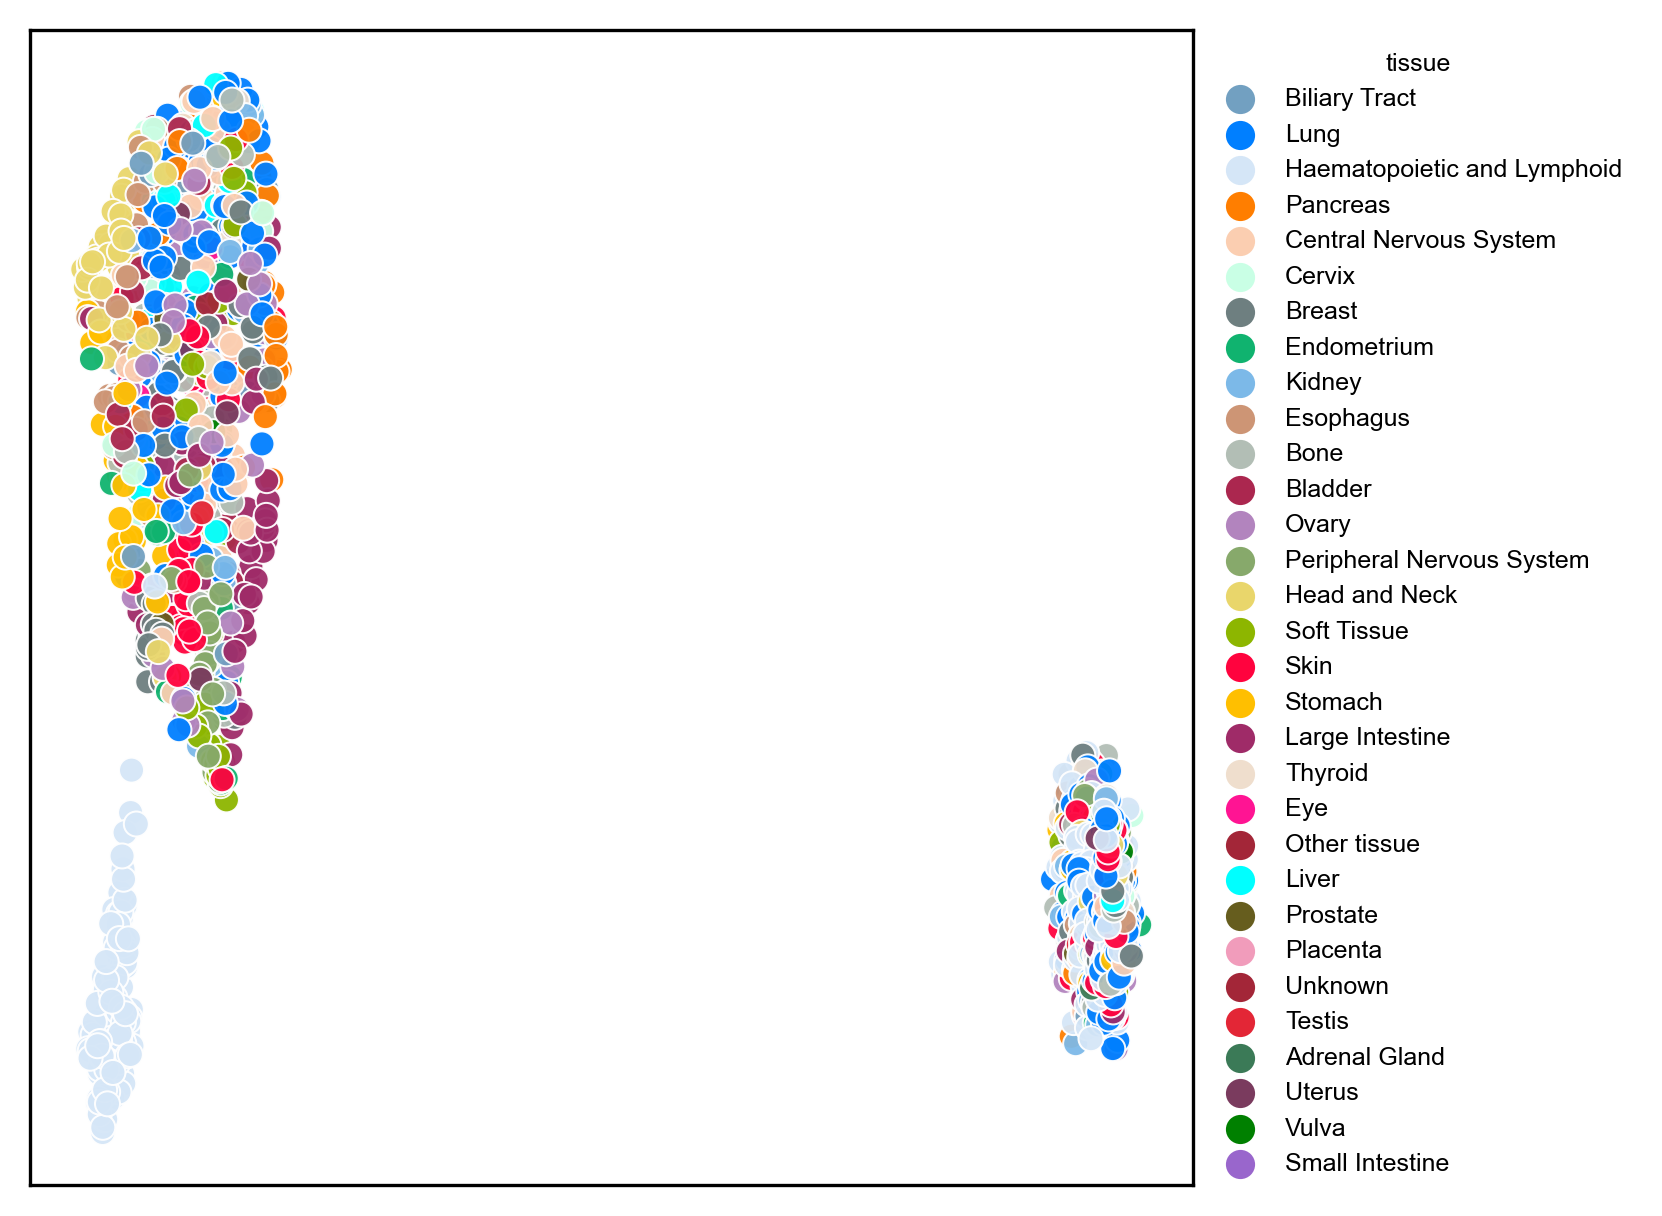 tissue
Biliary Tract
Lung
Haematopoietic and Lymphoid
Pancreas
Central Nervous System
Cervix
Breast
Endometrium
Kidney
Esophagus
Bone
Bladder
Ovary
Peripheral Nervous System
Head and Neck
Soft Tissue
Skin
Stomach
Large Intestine
Thyroid
Eye
Other tissue
Liver
Prostate
Placenta
Unknown
Testis
Adrenal Gland
Uterus
Vulva
Small Intestine